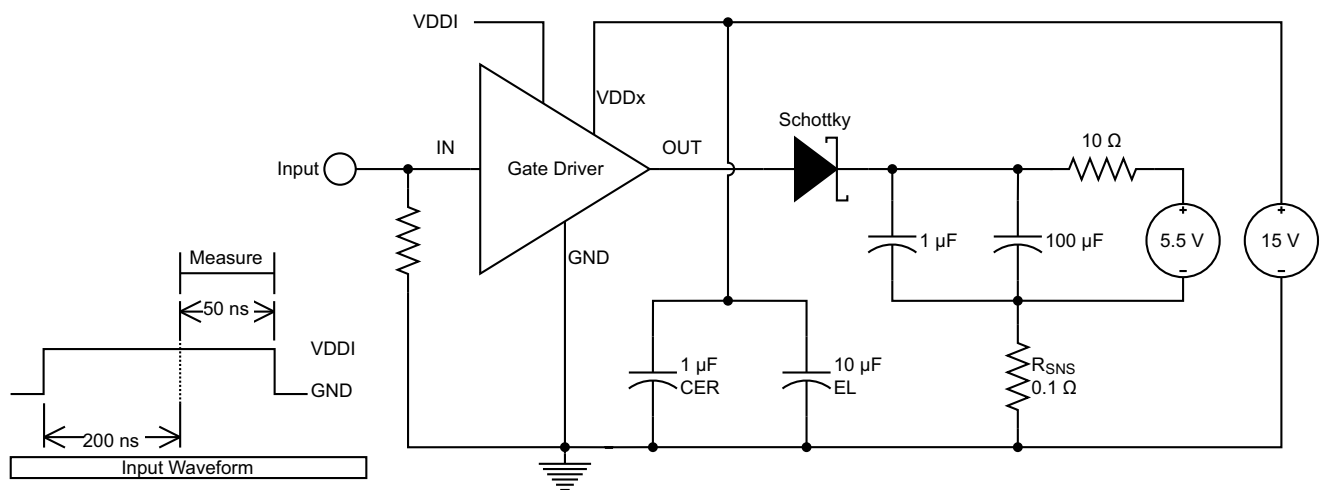 VDDI
VDDx
Schottky
10 Ω
Input
IN
Gate Driver
OUT
1 µF
100 µF
+
5.5 V
−
+
15 V
−
GND
Measure
50 ns
VDDI
GND
200 ns
Input Waveform
1 µF
CER
10 µF
EL
RSNS
0.1 Ω